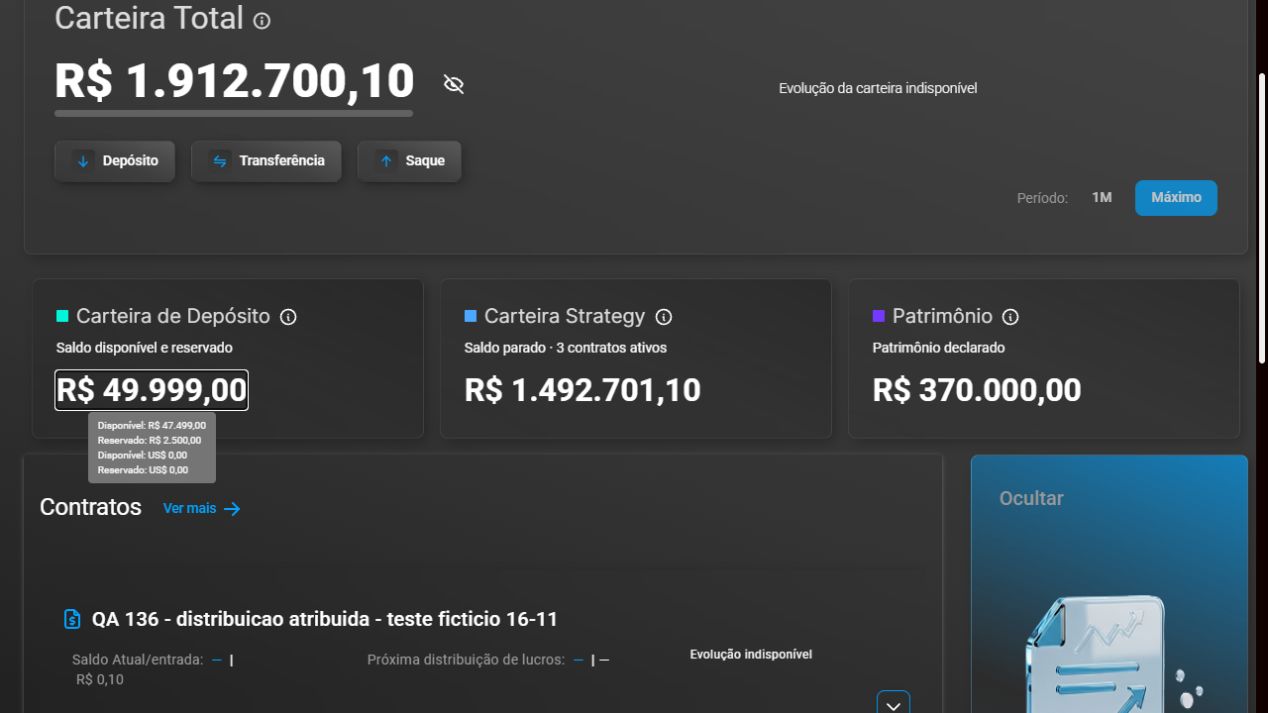 Carteira Total
R$ 1.912.700,10
Evolução da carteira indisponível
Depósito
Transferência
Saque
Período:
1M
Máximo
Carteira de Depósito
Saldo disponível e reservado
R$ 49.999,00
Disponível: R$ 47.499,00
Reservado: R$ 2.500,00
Disponível: US$ 0,00
Reservado: US$ 0,00
Carteira Strategy
Saldo parado · 3 contratos ativos
R$ 1.492.701,10
Patrimônio
Patrimônio declarado
R$ 370.000,00
Contratos
Ver mais
Ocultar
QA 136 - distribuicao atribuida - teste ficticio 16-11
Saldo Atual/entrada: — |
R$ 0,10
Próxima distribuição de lucros: — | —
Evolução indisponível